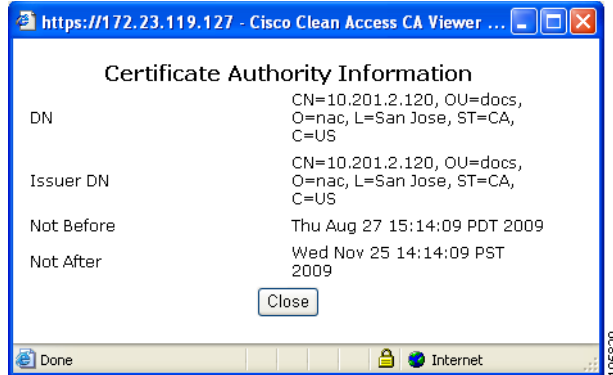 https://172.23.119.127 - Cisco Clean Access CA Viewer ...
Certificate Authority Information
DN
CN=10.201.2.120, OU=docs,
O=nac, L=San Jose, ST=CA,
C=US
Issuer DN
CN=10.201.2.120, OU=docs,
O=nac, L=San Jose, ST=CA,
C=US
Not Before
Thu Aug 27 15:14:09 PDT 2009
Not After
Wed Nov 25 14:14:09 PST
2009
Close
Done
Internet